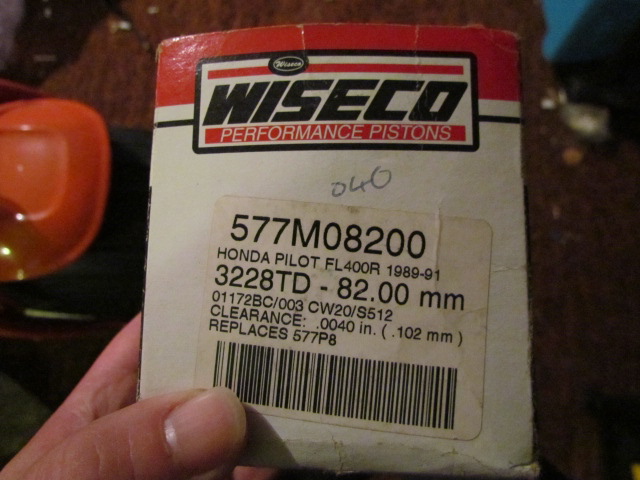 Wiseco
WISECO
PERFORMANCE PISTONS
040
577M08200
HONDA PILOT FL400R 1989-91
3228TD - 82.00 mm
01172BC/003 CW20/S512
CLEARANCE: .0040 in. ( .102 mm )
REPLACES 577P8